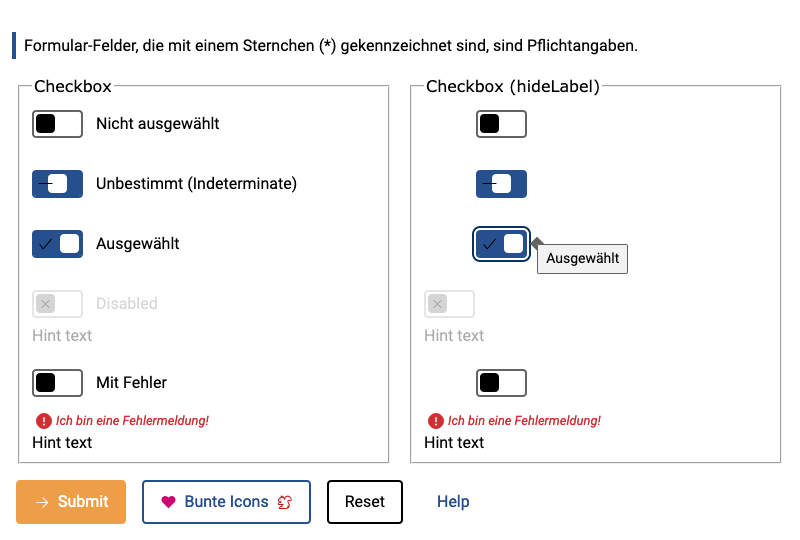 Formular-Felder, die mit einem Sternchen (*) gekennzeichnet sind, sind Pflichtangaben.
Checkbox
Nicht ausgewählt
Unbestimmt (Indeterminate)
Ausgewählt
Disabled
Hint text
Mit Fehler
Ich bin eine Fehlermeldung!
Hint text
Checkbox (hideLabel)
Ausgewählt
Hint text
Ich bin eine Fehlermeldung!
Hint text
Submit
Bunte Icons
Reset
Help